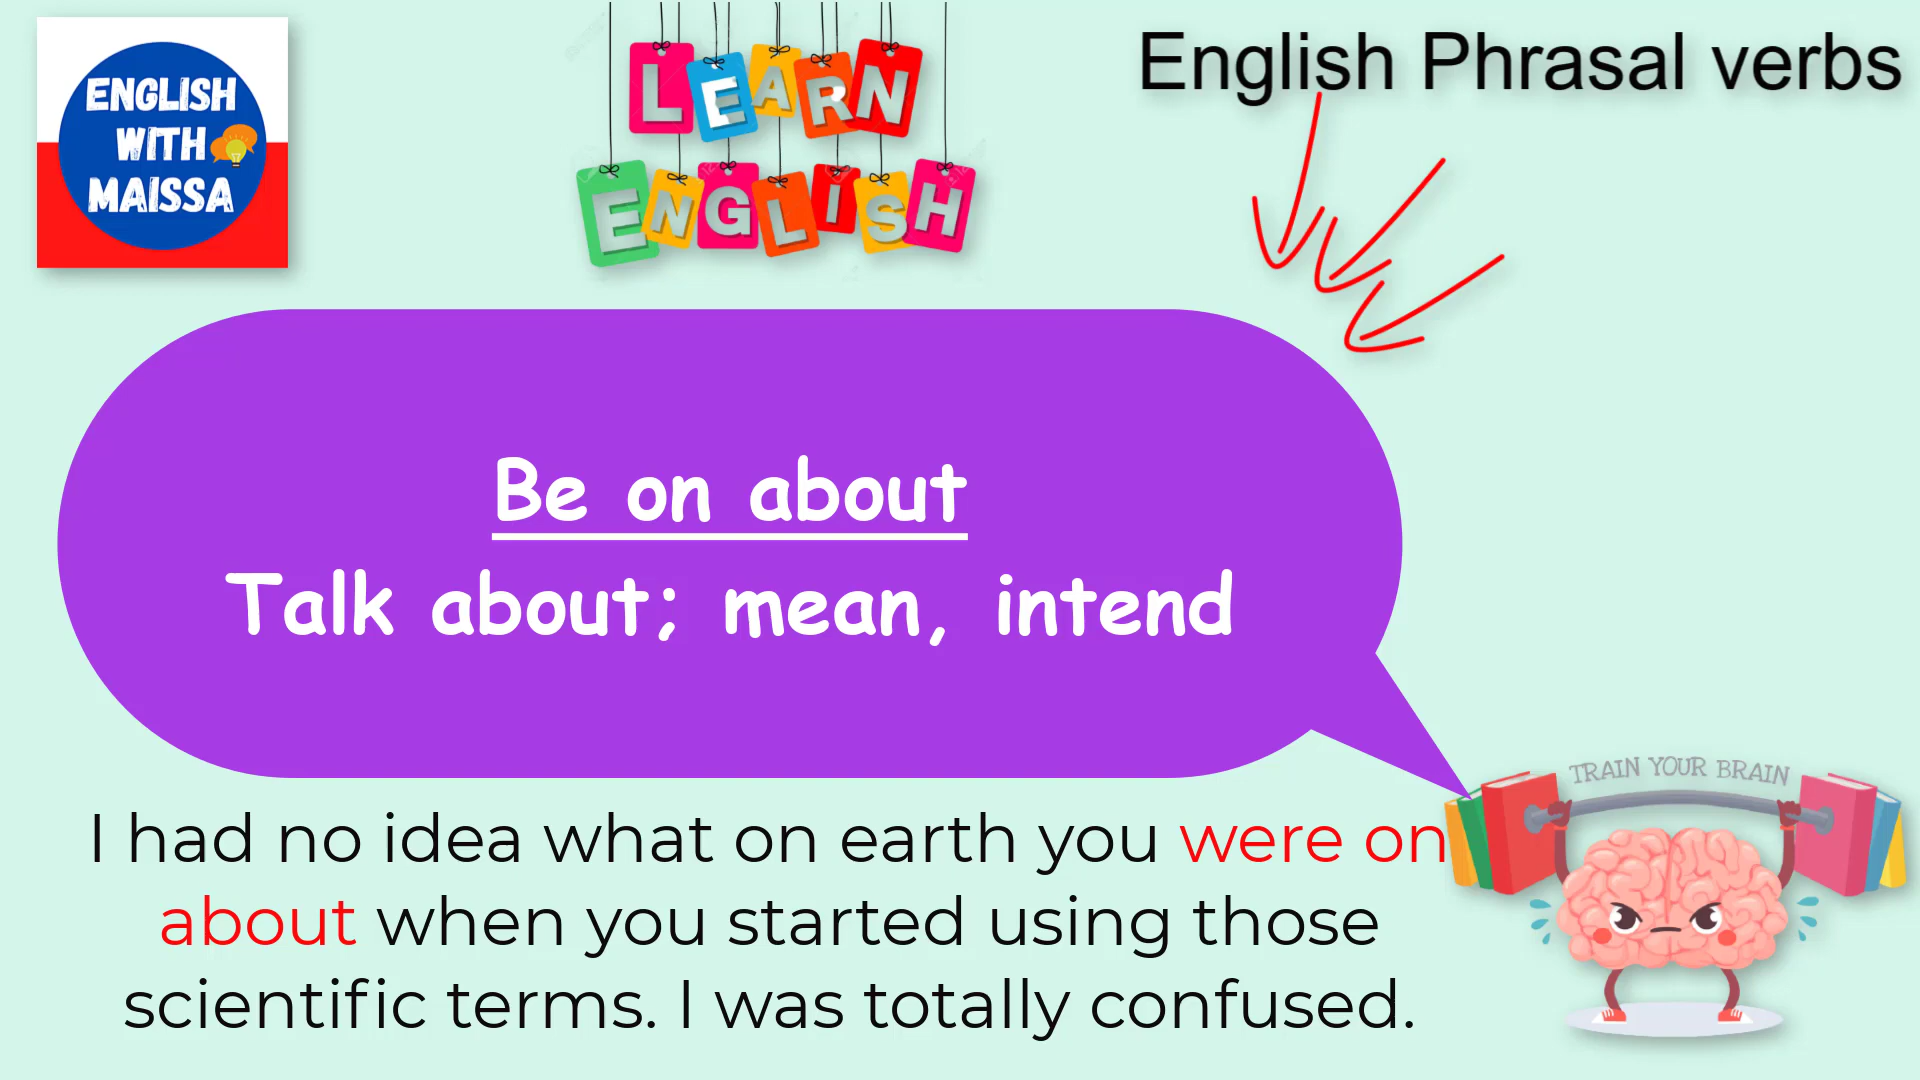 ENGLISH
WITH
MAISSA
LEARN
ENGLISH
English Phrasal verbs
Be on about
Talk about; mean, intend
TRAIN YOUR BRAIN
I had no idea what on earth you were on
about when you started using those
scientific terms. I was totally confused.